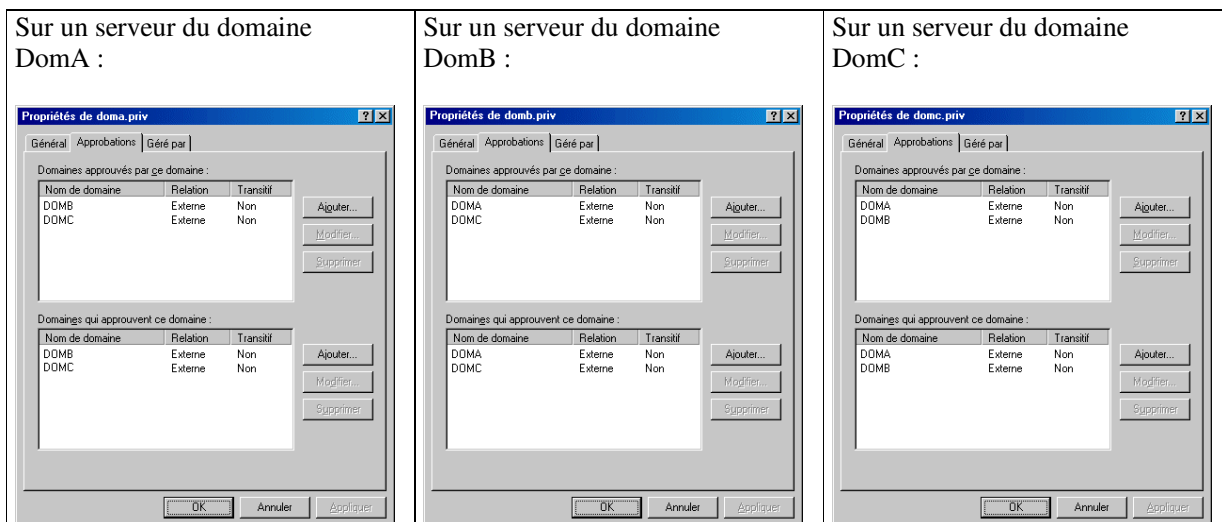 Sur un serveur du domaine
DomA :
Propriétés de doma.priv
Général Approbations Géré par
Domaines approuvés par ce domaine :
Nom de domaine Relation Transitif
DOMB Externe Non
DOMC Externe Non
Ajouter...
Modifier...
Supprimer
Domaines qui approuvent ce domaine :
Nom de domaine Relation Transitif
DOMB Externe Non
DOMC Externe Non
Ajouter...
Modifier...
Supprimer
OK Annuler Appliquer
Sur un serveur du domaine
DomB :
Propriétés de domb.priv
Général Approbations Géré par
Domaines approuvés par ce domaine :
Nom de domaine Relation Transitif
DOMA Externe Non
DOMC Externe Non
Ajouter...
Modifier...
Supprimer
Domaines qui approuvent ce domaine :
Nom de domaine Relation Transitif
DOMA Externe Non
DOMC Externe Non
Ajouter...
Modifier...
Supprimer
OK Annuler Appliquer
Sur un serveur du domaine
DomC :
Propriétés de domc.priv
Général Approbations Géré par
Domaines approuvés par ce domaine :
Nom de domaine Relation Transitif
DOMA Externe Non
DOMB Externe Non
Ajouter...
Modifier...
Supprimer
Domaines qui approuvent ce domaine :
Nom de domaine Relation Transitif
DOMA Externe Non
DOMB Externe Non
Ajouter...
Modifier...
Supprimer
OK Annuler Appliquer